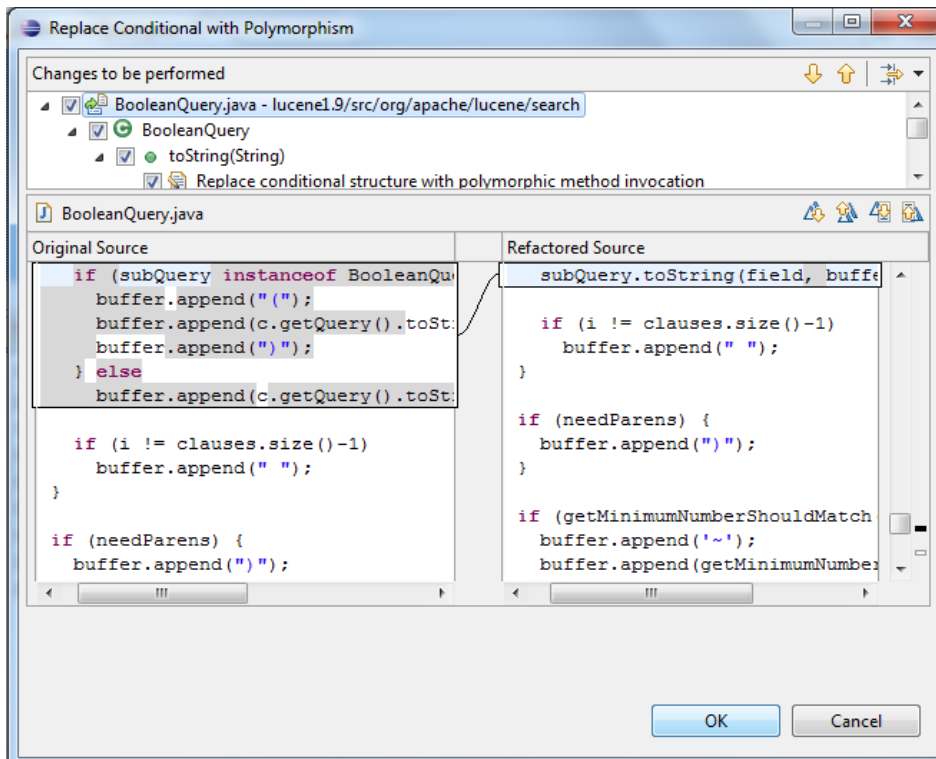 Replace Conditional with Polymorphism
Changes to be performed
BooleanQuery.java - lucene1.9/src/org/apache/lucene/search
BooleanQuery
toString(String)
Replace conditional structure with polymorphic method invocation
BooleanQuery.java
Original Source
if (subQuery instanceof BooleanQu
buffer.append("(");
buffer.append(c.getQuery().toSt
buffer.append(")");
} else
buffer.append(c.getQuery().toSt
if (i != clauses.size()-1)
buffer.append(" ");
}
if (needParens) {
buffer.append(")");
Refactored Source
subQuery.toString(field, buffe
if (i != clauses.size()-1)
buffer.append(" ");
}
if (needParens) {
buffer.append(")");
}
if (getMinimumNumberShouldMatch
buffer.append('~');
buffer.append(getMinimumNumber
OK
Cancel